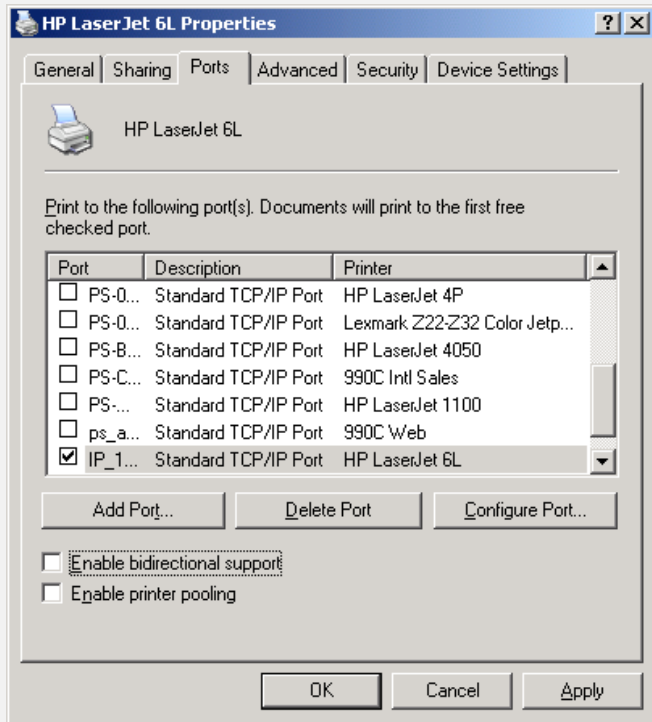 HP LaserJet 6L Properties
General Sharing Ports Advanced Security Device Settings
HP LaserJet 6L
Print to the following port(s). Documents will print to the first free
checked port.
Port Description Printer
PS-0... Standard TCP/IP Port HP LaserJet 4P
PS-0... Standard TCP/IP Port Lexmark Z22-Z32 Color Jetp...
PS-B... Standard TCP/IP Port HP LaserJet 4050
PS-C... Standard TCP/IP Port 990C Intl Sales
PS-... Standard TCP/IP Port HP LaserJet 1100
ps_a... Standard TCP/IP Port 990C Web
IP_1... Standard TCP/IP Port HP LaserJet 6L
Add Port... Delete Port Configure Port...
Enable bidirectional support
Enable printer pooling
OK Cancel Apply